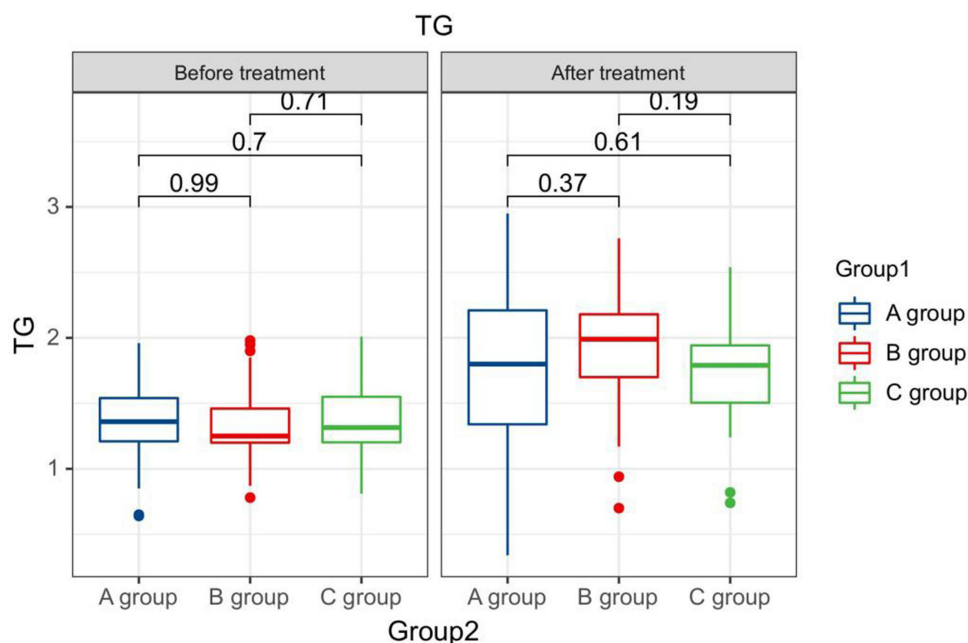 TG
Before treatment
After treatment
0.71
0.7
0.99
0.19
0.61
0.37
3
2
1
TG
A group
B group
C group
A group
B group
C group
Group2
Group1
A group
B group
C group